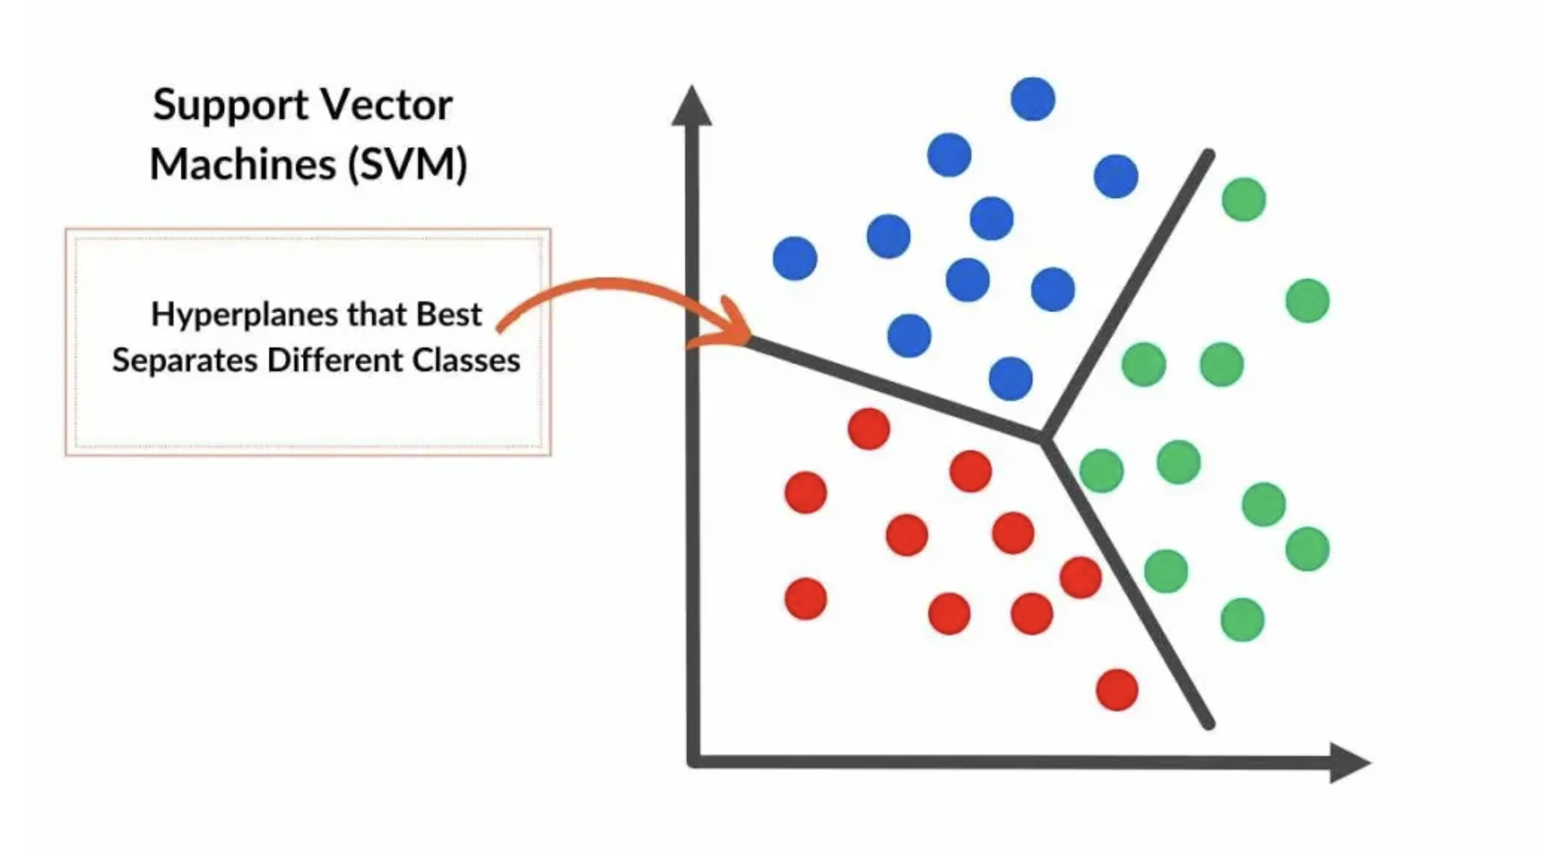 Support Vector
Machines (SVM)
Hyperplanes that Best
Separates Different Classes